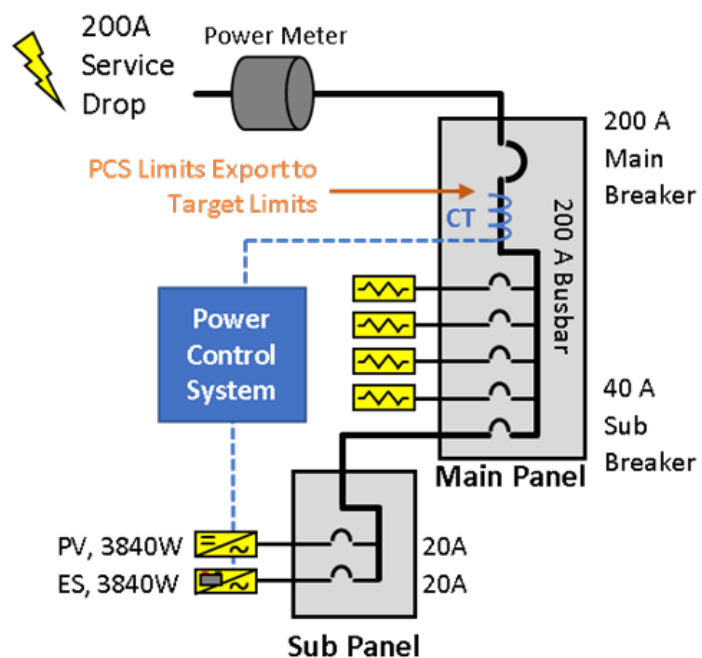 200A
Service
Drop
Power Meter
200 A
Main
Breaker
PCS Limits Export to
Target Limits
CT
200 A Busbar
Power
Control
System
40 A
Sub
Breaker
Main Panel
PV, 3840W
20A
ES, 3840W
20A
Sub Panel